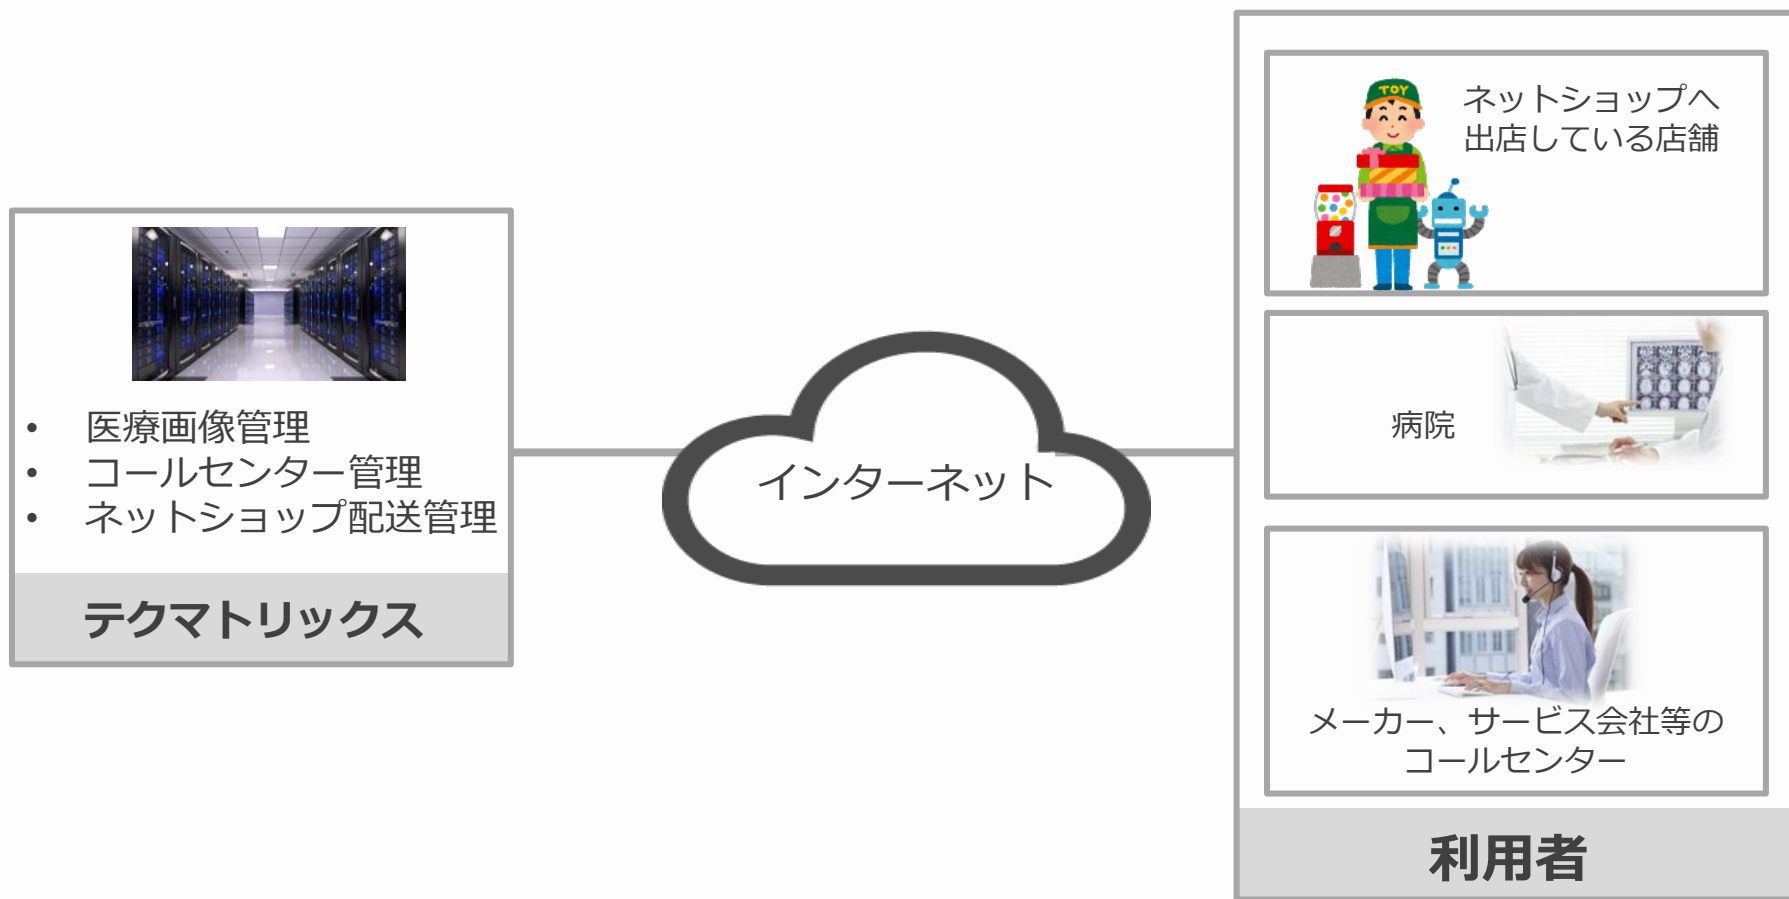 • 医療画像管理
• コールセンター管理
• ネットショップ配送管理
テクマトリックス
インターネット
TOY
ネットショップへ
出店している店舗
病院
メーカー、サービス会社等の
コールセンター
利用者